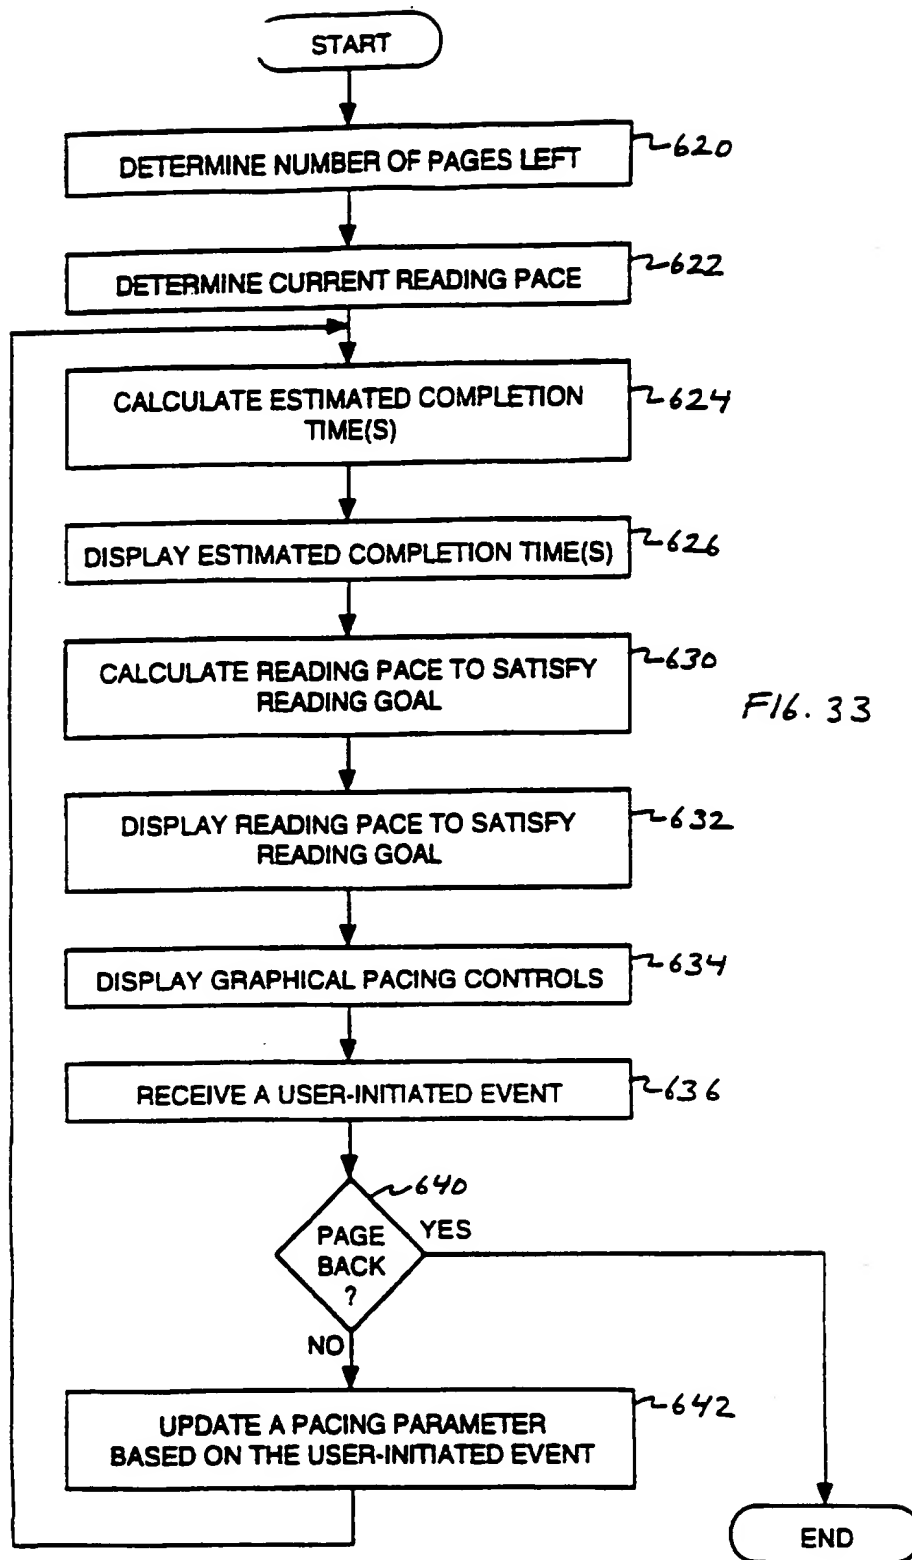 START
DETERMINE NUMBER OF PAGES LEFT
620
DETERMINE CURRENT READING PACE
622
CALCULATE ESTIMATED COMPLETION
TIME(S)
624
DISPLAY ESTIMATED COMPLETION TIME(S)
626
CALCULATE READING PACE TO SATISFY
READING GOAL
630
FIG. 33
DISPLAY READING PACE TO SATISFY
READING GOAL
632
DISPLAY GRAPHICAL PACING CONTROLS
634
RECEIVE A USER-INITIATED EVENT
636
640
PAGE
BACK
?
YES
NO
UPDATE A PACING PARAMETER
BASED ON THE USER-INITIATED EVENT
642
END